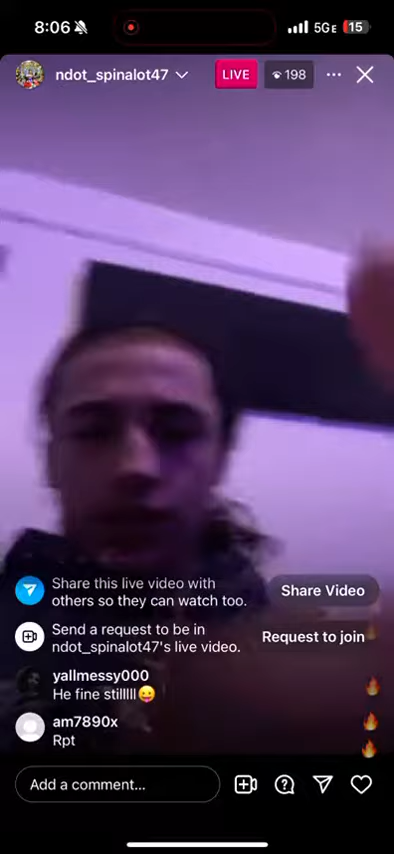 8:06
5GE 15
ndot_spinalot47
LIVE
198
Share this live video with
others so they can watch too.
Share Video
Send a request to be in
ndot_spinalot47's live video.
Request to join
yallmessy000
He fine stillllll😛
am7890x
Rpt
Add a comment...